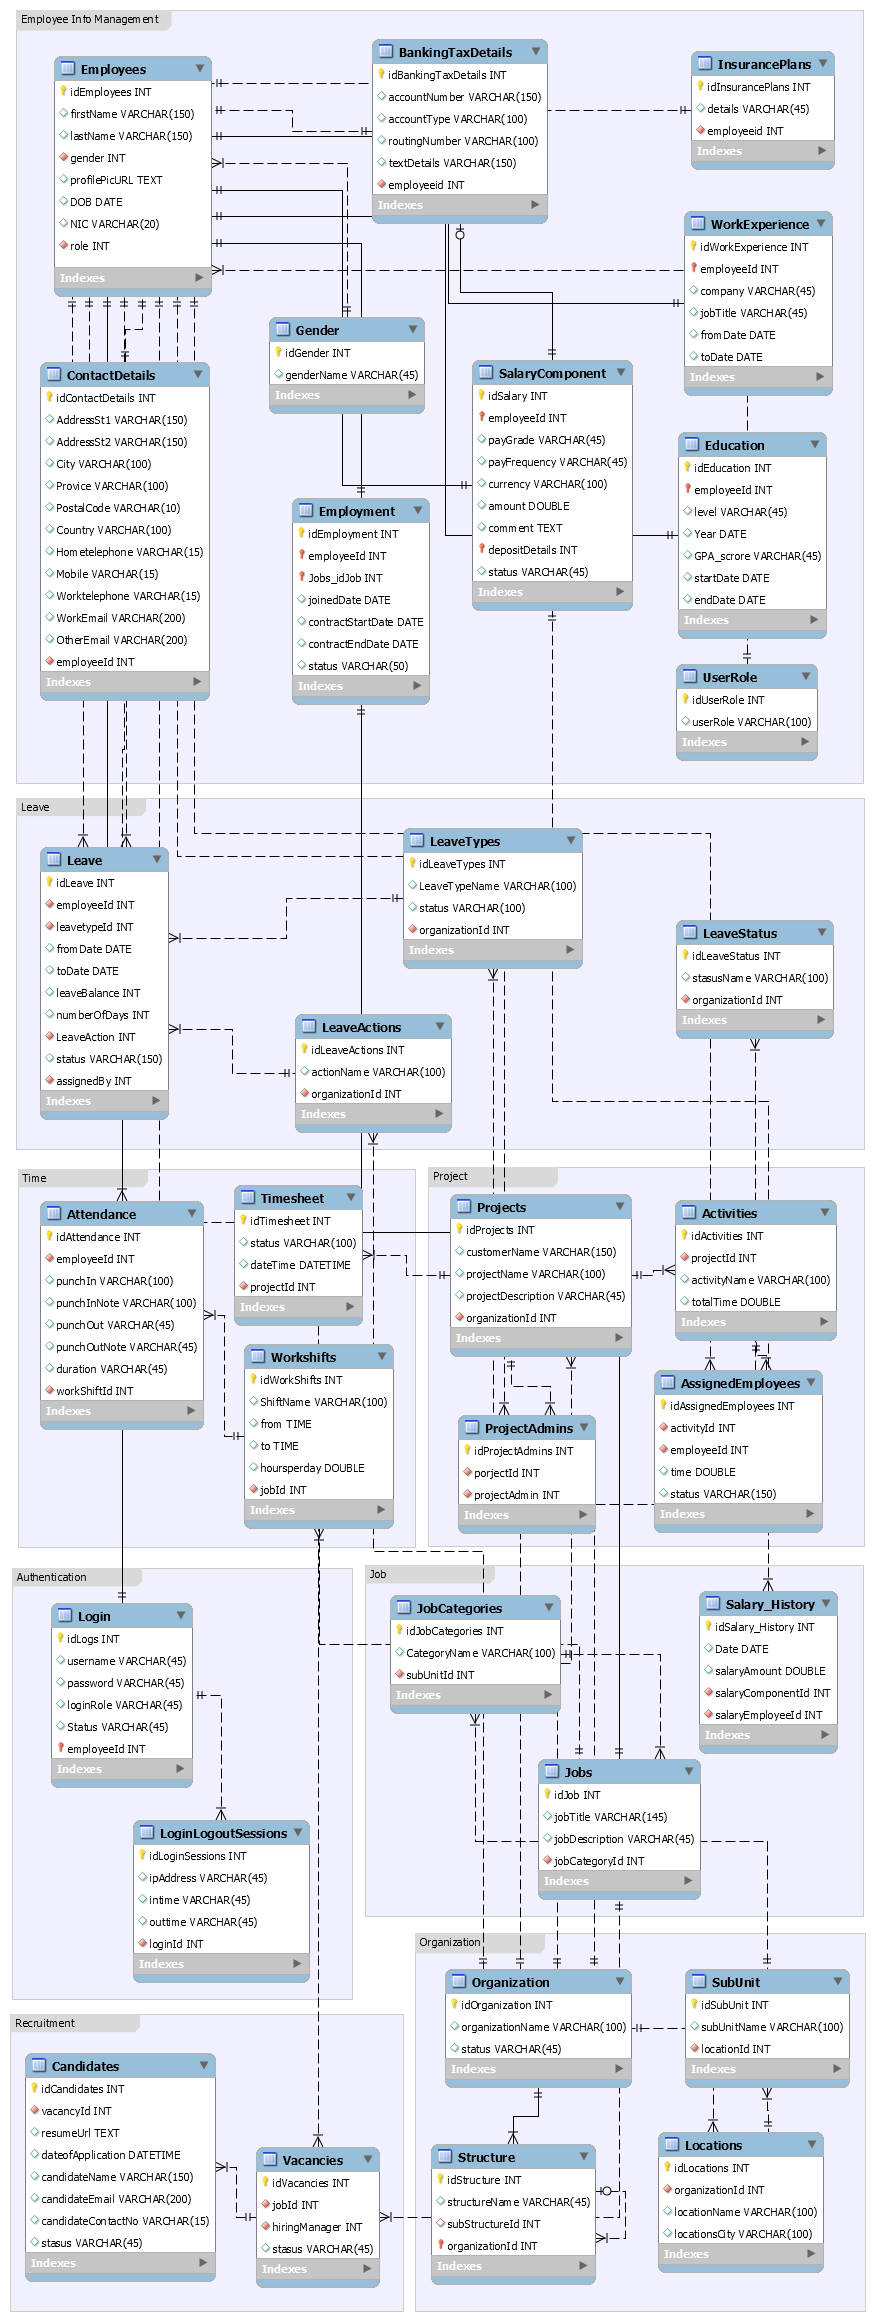 Employee Info Management
Employees
idEmployees INT
firstName VARCHAR(150)
lastName VARCHAR(150)
gender INT
profilePicURL TEXT
DOB DATE
NIC VARCHAR(20)
role INT
Indexes
BankingTaxDetails
idBankingTaxDetails INT
accountNumber VARCHAR(150)
accountType VARCHAR(100)
routingNumber VARCHAR(100)
textDetails VARCHAR(150)
employeeid INT
Indexes
InsurancePlans
idInsurancePlans INT
details VARCHAR(45)
employeeid INT
Indexes
WorkExperience
idWorkExperience INT
employeeId INT
company VARCHAR(45)
jobTitle VARCHAR(45)
fromDate DATE
toDate DATE
Indexes
Gender
idGender INT
genderName VARCHAR(45)
Indexes
ContactDetails
idContactDetails INT
AddressSt1 VARCHAR(150)
AddressSt2 VARCHAR(150)
City VARCHAR(100)
Provice VARCHAR(100)
PostalCode VARCHAR(10)
Country VARCHAR(100)
Hometelephone VARCHAR(15)
Mobile VARCHAR(15)
Worktelephone VARCHAR(15)
WorkEmail VARCHAR(200)
OtherEmail VARCHAR(200)
employeeId INT
Indexes
SalaryComponent
idSalary INT
employeeId INT
payGrade VARCHAR(45)
payFrequency VARCHAR(45)
currency VARCHAR(100)
amount DOUBLE
comment TEXT
depositDetails INT
status VARCHAR(45)
Indexes
Education
idEducation INT
employeeId INT
level VARCHAR(45)
Year DATE
GPA_scrore VARCHAR(45)
startDate DATE
endDate DATE
Indexes
Employment
idEmployment INT
employeeId INT
Jobs_idJob INT
joinedDate DATE
contractStartDate DATE
contractEndDate DATE
status VARCHAR(50)
Indexes
UserRole
idUserRole INT
userRole VARCHAR(100)
Indexes
Leave
Leave
idLeave INT
employeeId INT
leavetypeId INT
fromDate DATE
toDate DATE
leaveBalance INT
numberOfDays INT
LeaveAction INT
status VARCHAR(150)
assignedBy INT
Indexes
LeaveTypes
idLeaveTypes INT
LeaveTypeName VARCHAR(100)
status VARCHAR(100)
organizationId INT
Indexes
LeaveStatus
idLeaveStatus INT
stasusName VARCHAR(100)
organizationId INT
Indexes
LeaveActions
idLeaveActions INT
actionName VARCHAR(100)
organizationId INT
Indexes
Time
Attendance
idAttendance INT
employeeId INT
punchIn VARCHAR(100)
punchInNote VARCHAR(100)
punchOut VARCHAR(45)
punchOutNote VARCHAR(45)
duration VARCHAR(45)
workShiftId INT
Indexes
Timesheet
idTimesheet INT
status VARCHAR(100)
dateTime DATETIME
projectId INT
Indexes
Workshifts
idWorkShifts INT
ShiftName VARCHAR(100)
from TIME
to TIME
hoursperday DOUBLE
jobId INT
Indexes
Project
Projects
idProjects INT
customerName VARCHAR(150)
projectName VARCHAR(100)
projectDescription VARCHAR(45)
organizationId INT
Indexes
Activities
idActivities INT
projectId INT
activityName VARCHAR(100)
totalTime DOUBLE
Indexes
ProjectAdmins
idProjectAdmins INT
porjectId INT
projectAdmin INT
Indexes
AssignedEmployees
idAssignedEmployees INT
activityId INT
employeeId INT
time DOUBLE
status VARCHAR(150)
Indexes
Authentication
Login
idLogs INT
username VARCHAR(45)
password VARCHAR(45)
loginRole VARCHAR(45)
Status VARCHAR(45)
employeeId INT
Indexes
LoginLogoutSessions
idLoginSessions INT
ipAddress VARCHAR(45)
intime VARCHAR(45)
outtime VARCHAR(45)
loginId INT
Indexes
Job
JobCategories
idJobCategories INT
CategoryName VARCHAR(100)
subUnitId INT
Indexes
Salary_History
idSalary_History INT
Date DATE
salaryAmount DOUBLE
salaryComponentId INT
salaryEmployeeId INT
Indexes
Jobs
idJob INT
jobTitle VARCHAR(145)
jobDescription VARCHAR(45)
jobCategoryId INT
Indexes
Organization
Organization
idOrganization INT
organizationName VARCHAR(100)
status VARCHAR(45)
Indexes
SubUnit
idSubUnit INT
subUnitName VARCHAR(100)
locationId INT
Indexes
Structure
idStructure INT
structureName VARCHAR(45)
subStructureId INT
organizationId INT
Indexes
Locations
idLocations INT
organizationId INT
locationName VARCHAR(100)
locationsCity VARCHAR(100)
Indexes
Recruitment
Candidates
idCandidates INT
vacancyId INT
resumeUrl TEXT
dateofApplication DATETIME
candidateName VARCHAR(150)
candidateEmail VARCHAR(200)
candidateContactNo VARCHAR(15)
stasus VARCHAR(45)
Indexes
Vacancies
idVacancies INT
jobId INT
hiringManager INT
stasus VARCHAR(45)
Indexes